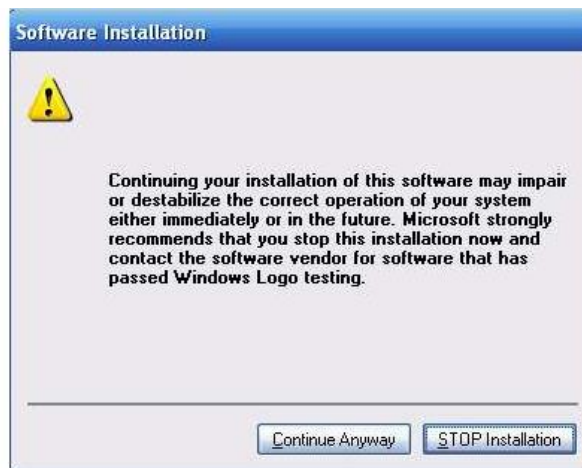 Software Installation
Continuing your installation of this software may impair
or destabilize the correct operation of your system
either immediately or in the future. Microsoft strongly
recommends that you stop this installation now and
contact the software vendor for software that has
passed Windows Logo testing.
Continue Anyway
STOP Installation